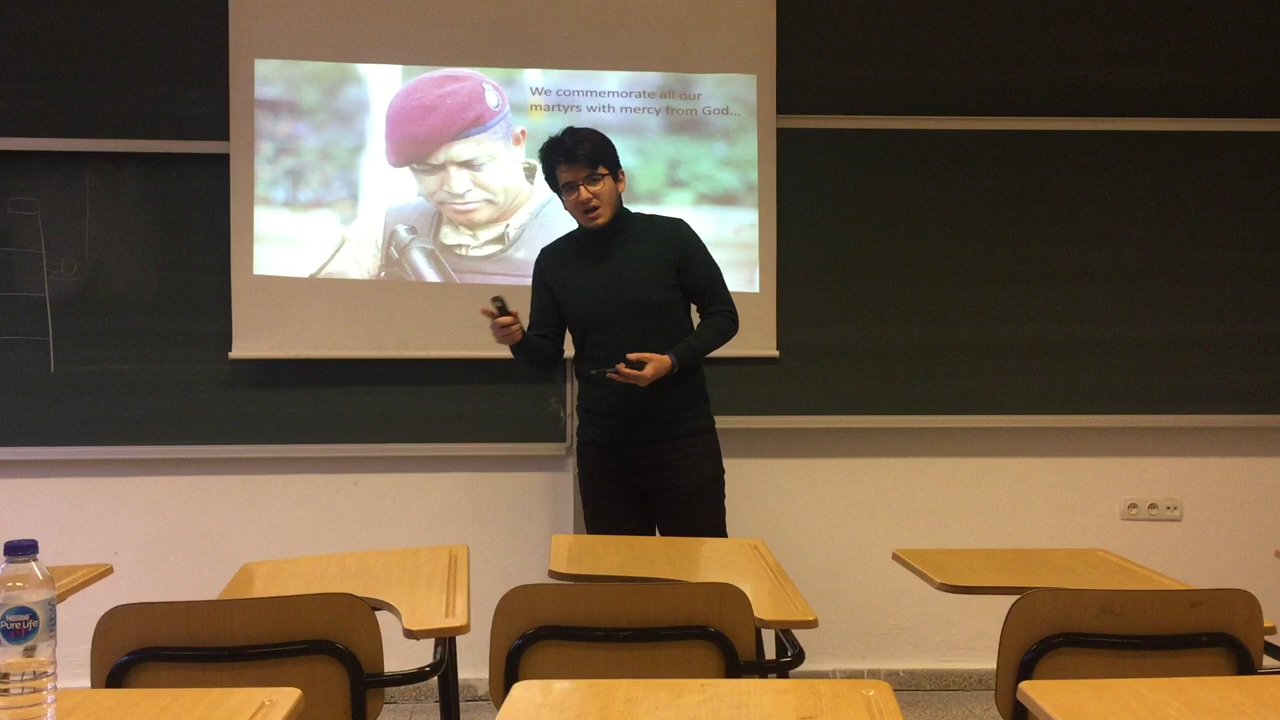 We commemorate all our
martyrs with mercy from God...
Nestlé
Pure Life